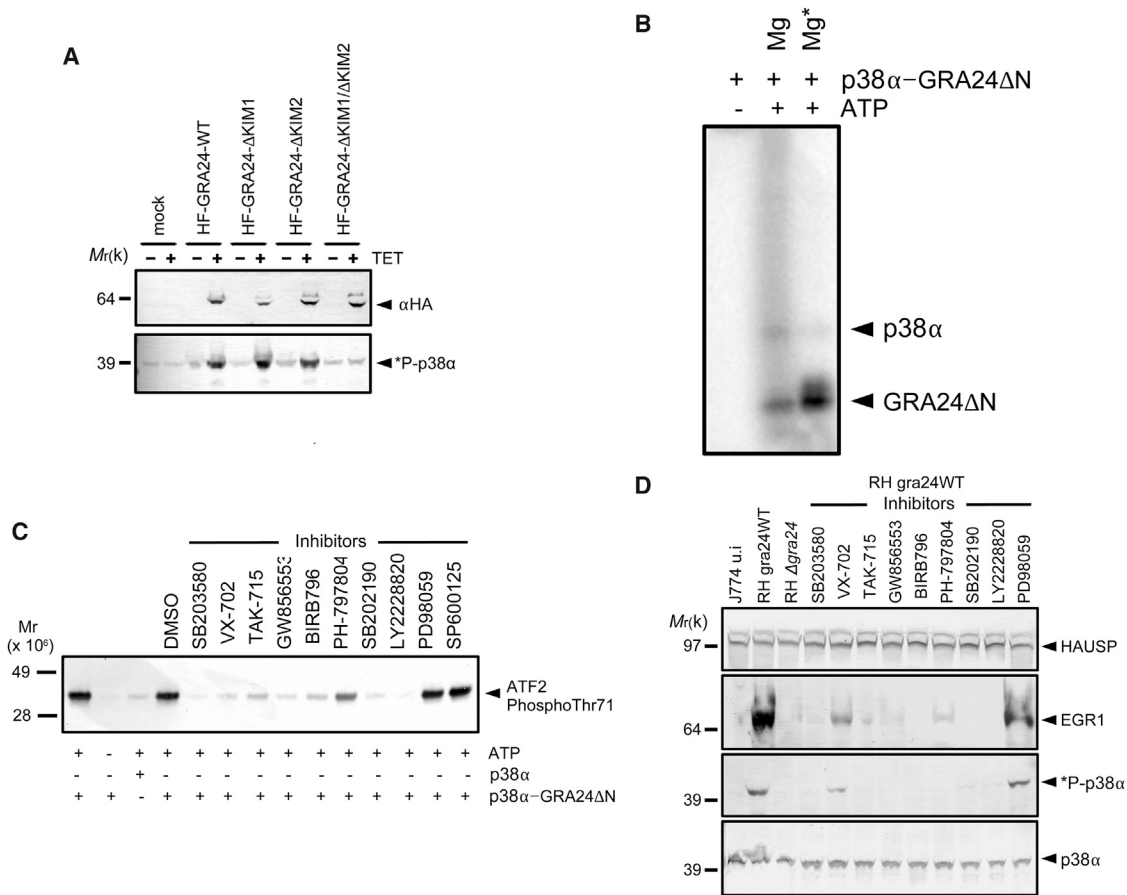 A
mock
HF-GRA24-WT
HF-GRA24-ΔKIM1
HF-GRA24-ΔKIM2
HF-GRA24-ΔKIM1/ΔKIM2
Mr(k) – + – + – + – + – + TET
64
αHA
39
*P-p38α
B
Mg
Mg*
+ + + p38α–GRA24ΔN
- + + ATP
p38α
GRA24ΔN
C
Inhibitors
DMSO
SB203580
VX-702
TAK-715
GW856553
BIRB796
PH-797804
SB202190
LY2228820
PD98059
SP600125
Mr
(x 10⁶)
49
28
ATF2
PhosphoThr71
+ - + + + + + + + + + + + + ATP
- - + - - - - - - - - - - - p38α
+ + - + + + + + + + + + + + p38α-GRA24ΔN
D
RH gra24WT
Inhibitors
J774 u.i
RH gra24WT
RH Δgra24
SB203580
VX-702
TAK-715
GW856553
BIRB796
PH-797804
SB202190
LY2228820
PD98059
Mr(k)
97
HAUSP
64
EGR1
39
*P-p38α
39
p38α